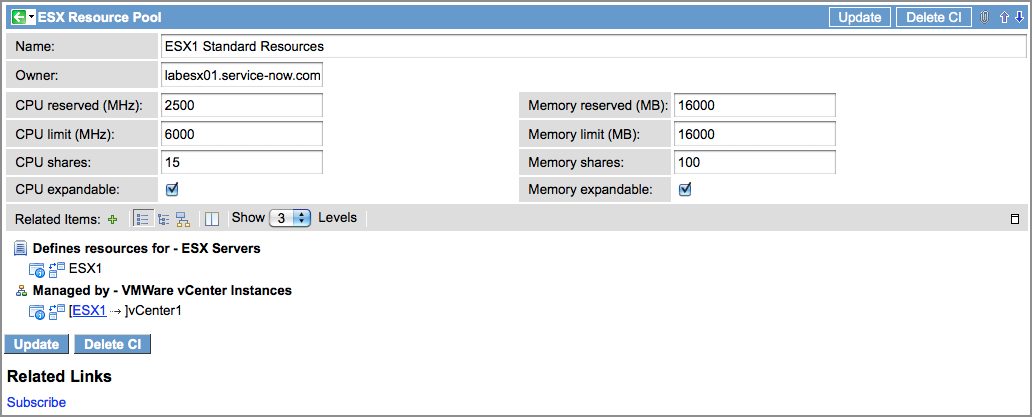 ESX Resource Pool Update Delete CI
Name: ESX1 Standard Resources
Owner: labesx01.service-now.com
CPU reserved (MHz): 2500 Memory reserved (MB): 16000
CPU limit (MHz): 6000 Memory limit (MB): 16000
CPU shares: 15 Memory shares: 100
CPU expandable: Memory expandable:
Related Items: Show 3 Levels
Defines resources for - ESX Servers
ESX1
Managed by - VMWare vCenter Instances
[ESX1 → ]vCenter1
Update Delete CI
Related Links
Subscribe